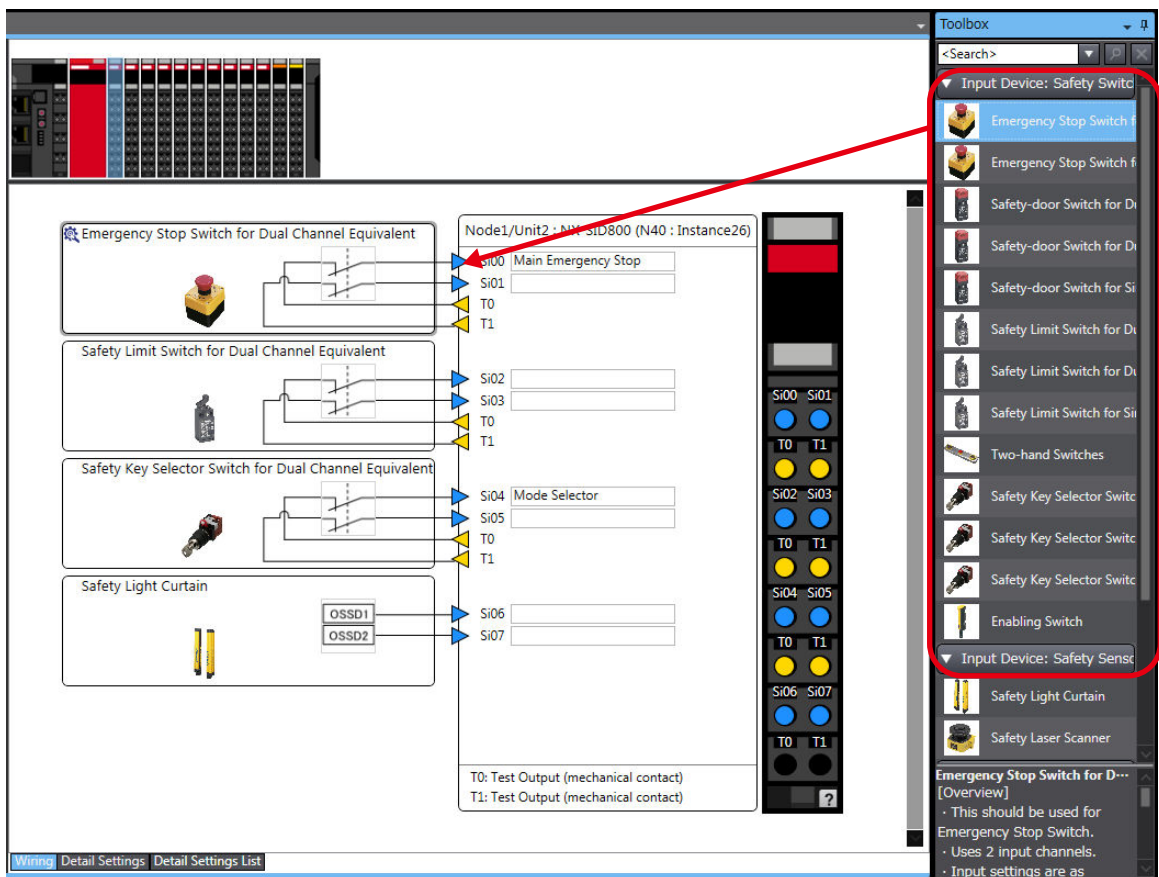 Toolbox
<Search>
Input Device: Safety Switc
Emergency Stop Switch f
Emergency Stop Switch f
Safety-door Switch for D
Safety-door Switch for D
Safety-door Switch for Si
Safety Limit Switch for Du
Safety Limit Switch for Du
Safety Limit Switch for Sin
Two-hand Switches
Safety Key Selector Switc
Safety Key Selector Switc
Safety Key Selector Switc
Enabling Switch
Input Device: Safety Senso
Safety Light Curtain
Safety Laser Scanner
Emergency Stop Switch for D···
[Overview]
· This should be used for
Emergency Stop Switch.
· Uses 2 input channels.
· Input settings are as
Emergency Stop Switch for Dual Channel Equivalent
Safety Limit Switch for Dual Channel Equivalent
Safety Key Selector Switch for Dual Channel Equivalent
Safety Light Curtain
OSSD1
OSSD2
Node1/Unit2 : NX-SID800 (N40 : Instance26)
Si00 Main Emergency Stop
Si01
T0
T1
Si02
Si03
T0
T1
Si04 Mode Selector
Si05
T0
T1
Si06
Si07
T0: Test Output (mechanical contact)
T1: Test Output (mechanical contact)
Si00 Si01
T0 T1
Si02 Si03
T0 T1
Si04 Si05
T0 T1
Si06 Si07
T0 T1
?
Wiring Detail Settings Detail Settings List